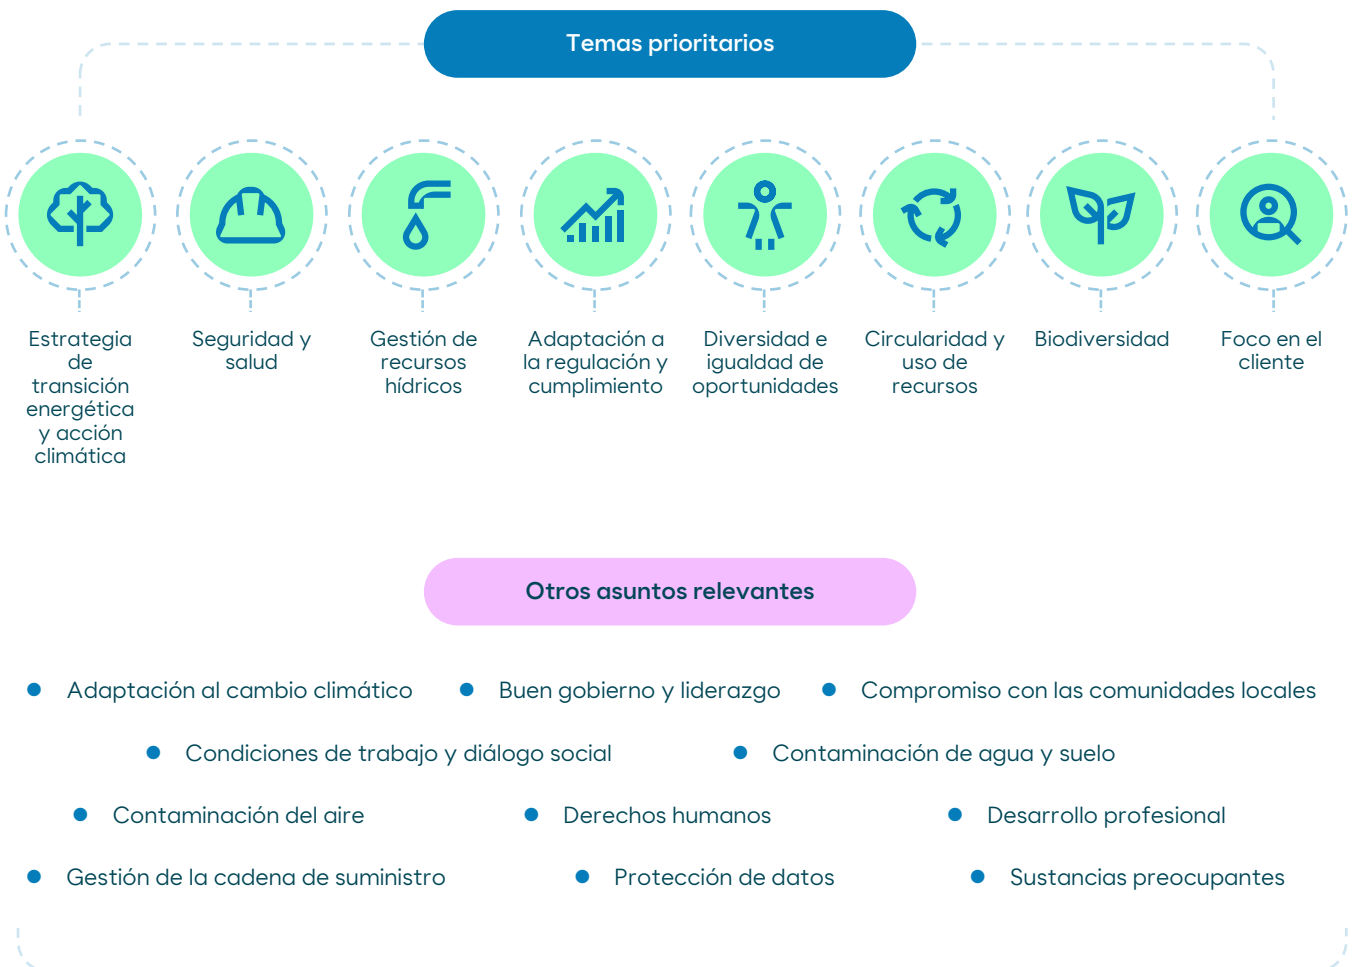 Temas prioritarios
Estrategia
de
transición
energética
y acción
climática
Seguridad y
salud
Gestión de
recursos
hídricos
Adaptación a
la regulación y
cumplimiento
Diversidad e
igualdad de
oportunidades
Circularidad y
uso de
recursos
Biodiversidad
Foco en el
cliente
Otros asuntos relevantes
Adaptación al cambio climático
Buen gobierno y liderazgo
Compromiso con las comunidades locales
Condiciones de trabajo y diálogo social
Contaminación de agua y suelo
Contaminación del aire
Derechos humanos
Desarrollo profesional
Gestión de la cadena de suministro
Protección de datos
Sustancias preocupantes